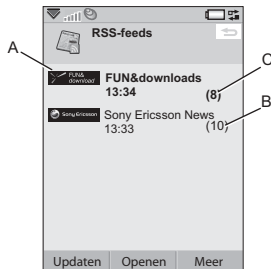 RSS-feeds
A
C
B
FUN& download
FUN&downloads
13:34
(8)
Sony Ericsson
Sony Ericsson News
13:33
(10)
Updaten Openen Meer